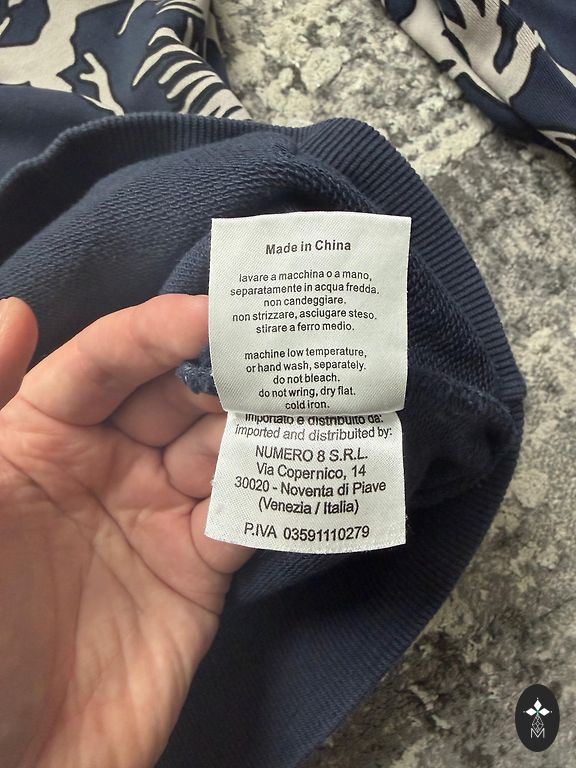 Made in China
lavare a macchina o a mano,
separatamente in acqua fredda.
non candeggiare.
non strizzare, asciugare steso.
stirare a ferro medio.
machine low temperature,
or hand wash, separately.
do not bleach.
do not wring, dry flat.
cold iron.
importato e distribuito da:
imported and distribuited by:
NUMERO 8 S.R.L.
Via Copernico, 14
30020 - Noventa di Piave
(Venezia / Italia)
P.IVA 03591110279
M